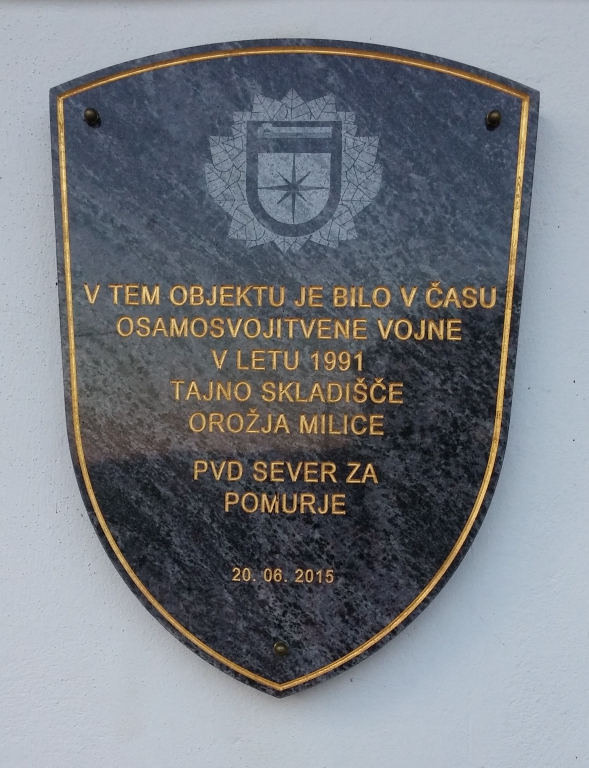 V TEM OBJEKTU JE BILO V ČASU
OSAMOSVOJITVENE VOJNE
V LETU 1991
TAJNO SKLADIŠČE
OROŽJA MILICE
PVD SEVER ZA
POMURJE
20. 06. 2015